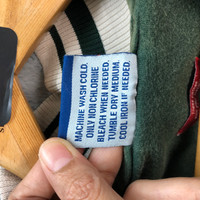 MACHINE WASH COLD.
ONLY NON CHLORINE
BLEACH WHEN NEEDED.
TUMBLE DRY MEDIUM.
COOL IRON IF NEEDED.